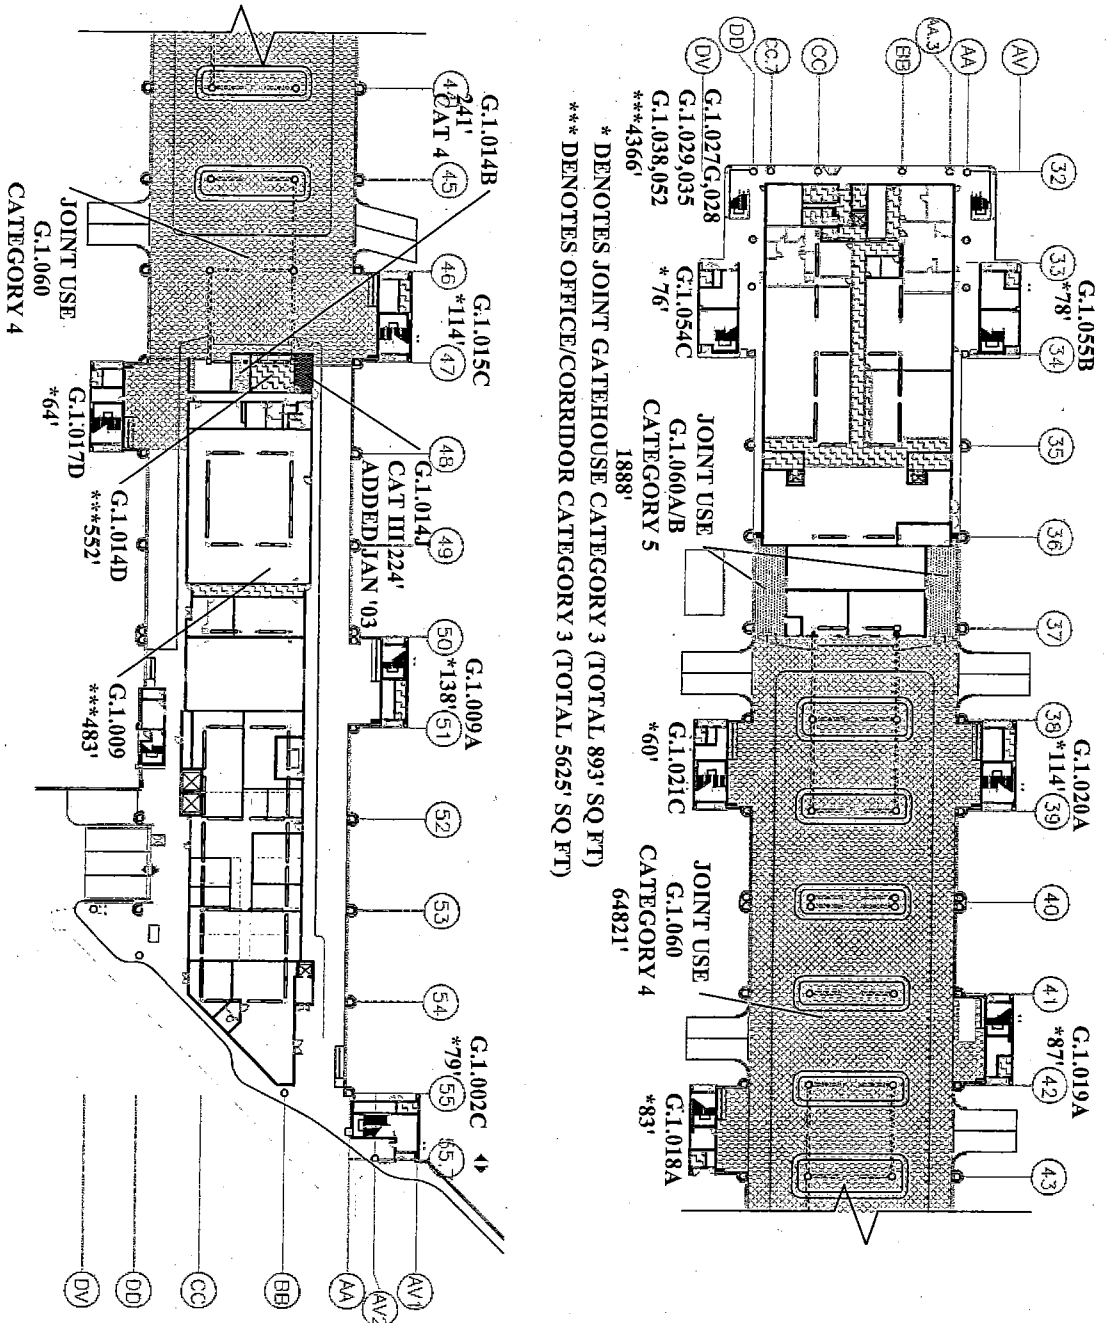 32
33
34
35
36
37
38
39
40
41
42
43
AV
AA
AA.3
BB
CC
CC.1
DD
DV
G.1.055B
*78'
G.1.020A
*114'
G.1.019A
*87'
G.1.027G,028
G.1.029,035
G.1.038,052
***4366'
G.1.054C
*76'
JOINT USE
G.1.060A/B
CATEGORY 5
1888'
G.1.021C
*60'
JOINT USE
G.1.060
CATEGORY 4
64821'
G.1.018A
*83'
* DENOTES JOINT GATEHOUSE CATEGORY 3 (TOTAL 893' SQ FT)
*** DENOTES OFFICE/CORRIDOR CATEGORY 3 (TOTAL 5625' SQ FT)
G.1.014B
241'
CAT 4
G.1.015C
*114'
G.1.014J
CAT III 224'
ADDED JAN '03
G.1.009A
*138'
G.1.002C
*79'
45
46
47
48
49
50
51
52
53
54
55
JOINT USE
G.1.060
CATEGORY 4
G.1.017D
*64'
G.1.014D
***552'
G.1.009
***483'
AV1
AV2
AA
BB
CC
DD
DV